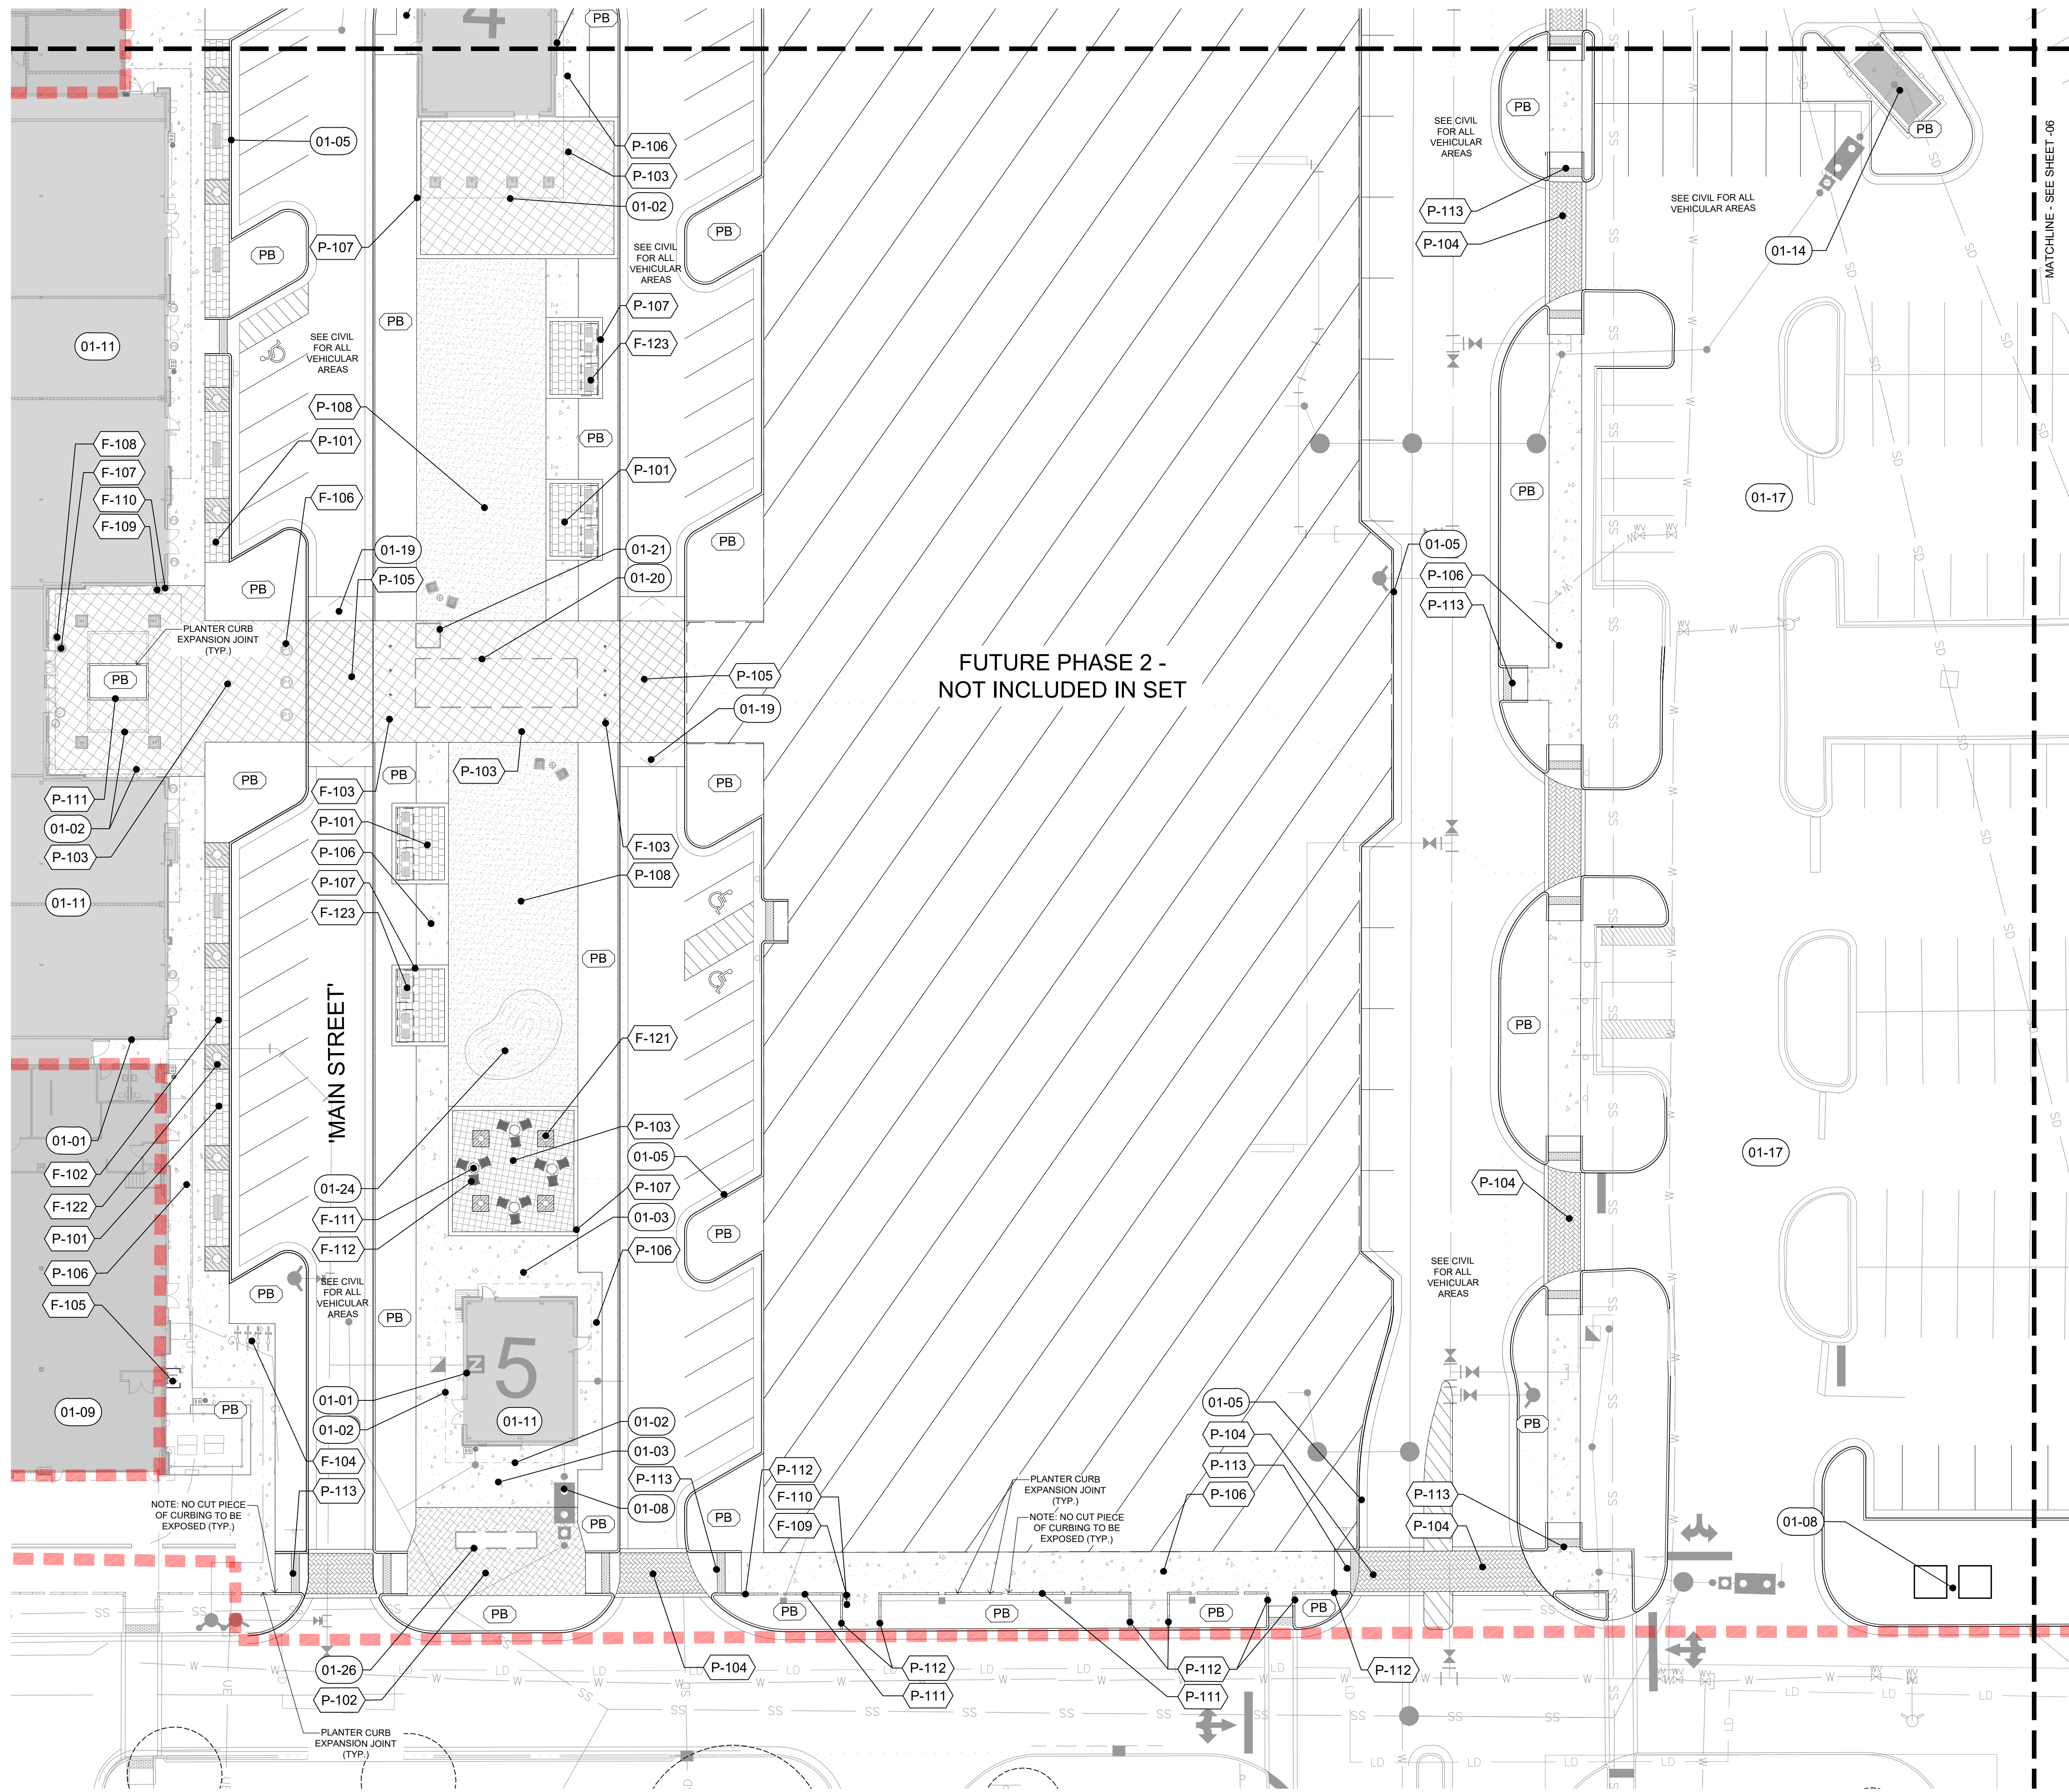 4
PB
MATCHLINE - SEE SHEET -06
01-05
P-106
P-103
01-02
P-107
PB
PB
SEE CIVIL
FOR ALL
VEHICULAR
AREAS
P-107
F-123
PB
SEE CIVIL
FOR ALL
VEHICULAR
AREAS
01-11
P-108
P-101
PB
P-101
F-108
F-107
F-110
F-109
F-106
01-19
P-105
01-21
01-20
PB
PB
PLANTER CURB
EXPANSION JOINT
(TYP.)
PB
P-105
01-19
FUTURE PHASE 2 -
NOT INCLUDED IN SET
SEE CIVIL
FOR ALL
VEHICULAR
AREAS
PB
P-113
P-104
SEE CIVIL FOR ALL
VEHICULAR AREAS
PB
01-14
PB
01-17
01-05
P-106
P-113
P-111
01-02
P-103
01-11
PB
PB
P-103
PB
F-103
P-101
P-106
P-107
F-123
F-103
P-108
PB
'MAIN STREET'
F-121
P-103
01-05
P-107
01-03
P-106
01-24
F-111
F-112
01-01
F-102
F-122
P-101
P-106
F-105
01-09
PB
SEE CIVIL
FOR ALL
VEHICULAR
AREAS
PB
PB
PB
5
01-11
01-01
01-02
F-104
P-113
01-02
01-03
P-113
01-08
PB
PB
NOTE: NO CUT PIECE
OF CURBING TO BE
EXPOSED (TYP.)
P-112
F-110
F-109
PLANTER CURB
EXPANSION JOINT
(TYP.)
NOTE: NO CUT PIECE
OF CURBING TO BE
EXPOSED (TYP.)
01-05
P-104
P-113
P-106
PB
P-104
01-17
SEE CIVIL
FOR ALL
VEHICULAR
AREAS
PB
P-113
P-104
01-08
PB
PB
PB
PB
PB
01-26
P-102
P-104
P-112
P-111
P-112
P-111
P-112
PLANTER CURB
EXPANSION JOINT
(TYP.)
SS
SD
W
WV
LD
UE